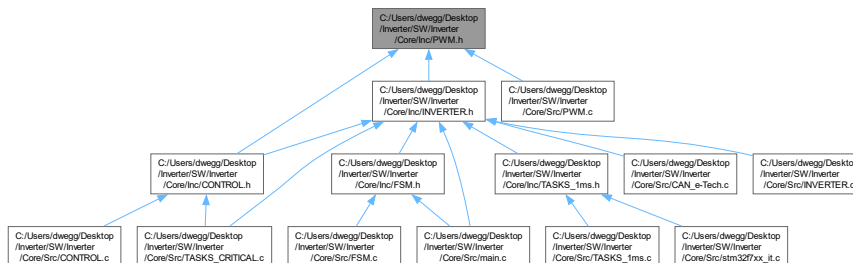 C:/Users/dwegg/Desktop
/Inverter/SW/Inverter
/Core/Inc/PWM.h
C:/Users/dwegg/Desktop
/Inverter/SW/Inverter
/Core/Inc/INVERTER.h
C:/Users/dwegg/Desktop
/Inverter/SW/Inverter
/Core/Src/PWM.c
C:/Users/dwegg/Desktop
/Inverter/SW/Inverter
/Core/Inc/CONTROL.h
C:/Users/dwegg/Desktop
/Inverter/SW/Inverter
/Core/Inc/FSM.h
C:/Users/dwegg/Desktop
/Inverter/SW/Inverter
/Core/Inc/TASKS_1ms.h
C:/Users/dwegg/Desktop
/Inverter/SW/Inverter
/Core/Src/CAN_e-Tech.c
C:/Users/dwegg/Desktop
/Inverter/SW/Inverter
/Core/Src/INVERTER.c
C:/Users/dwegg/Desktop
/Inverter/SW/Inverter
/Core/Src/CONTROL.c
C:/Users/dwegg/Desktop
/Inverter/SW/Inverter
/Core/Src/TASKS_CRITICAL.c
C:/Users/dwegg/Desktop
/Inverter/SW/Inverter
/Core/Src/FSM.c
C:/Users/dwegg/Desktop
/Inverter/SW/Inverter
/Core/Src/main.c
C:/Users/dwegg/Desktop
/Inverter/SW/Inverter
/Core/Src/TASKS_1ms.c
C:/Users/dwegg/Desktop
/Inverter/SW/Inverter
/Core/Src/stm32f7xx_it.c